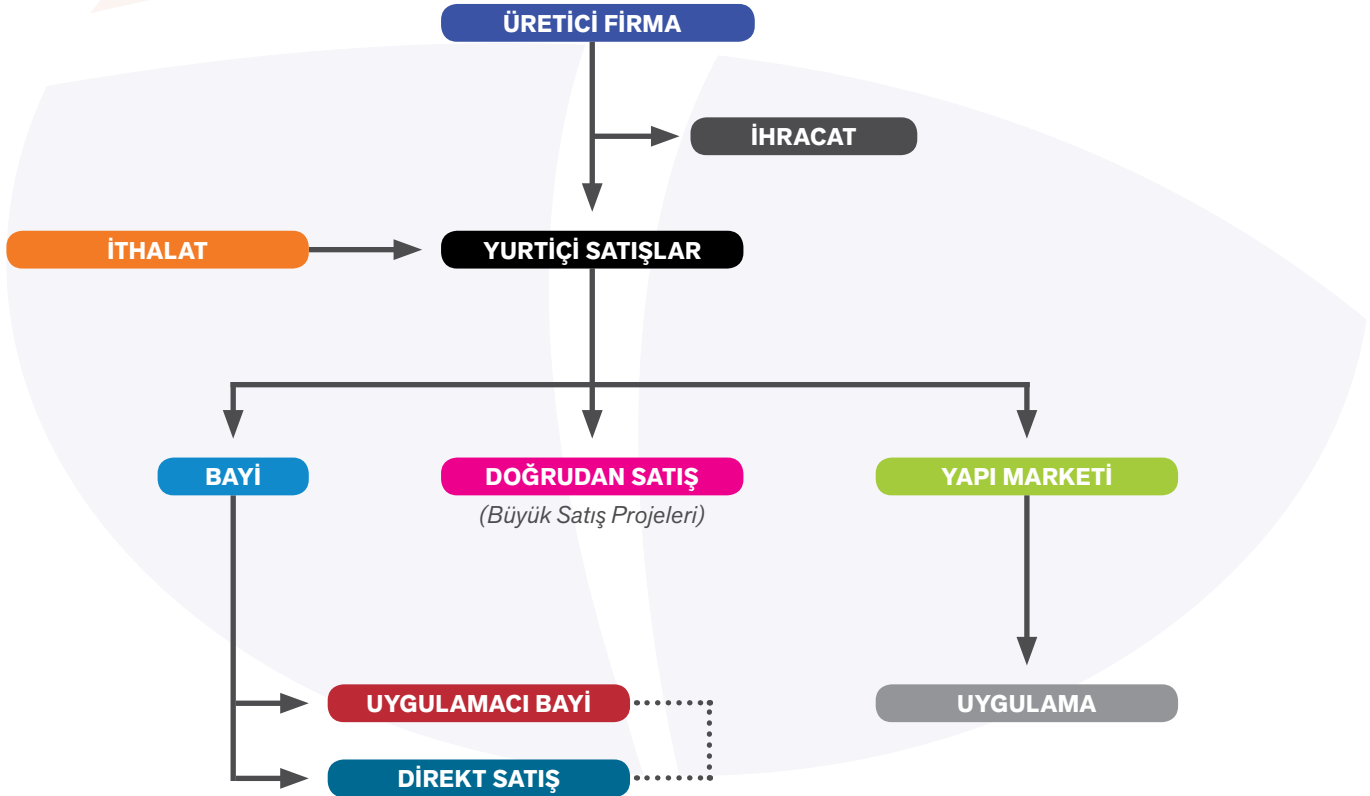 ÜRETİCİ FİRMA
İHRACAT
İTHALAT
YURTİÇİ SATIŞLAR
BAYİ
DOĞRUDAN SATIŞ
(Büyük Satış Projeleri)
YAPI MARKETİ
UYGULAMACI BAYİ
UYGULAMA
DİREKT SATIŞ